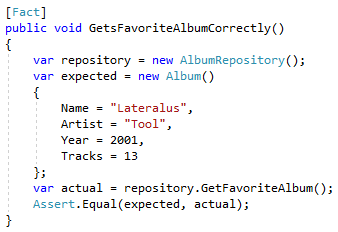 [Fact]
public void GetsFavoriteAlbumCorrectly()
{
    var repository = new AlbumRepository();
    var expected = new Album()
    {
        Name = "Lateralus",
        Artist = "Tool",
        Year = 2001,
        Tracks = 13
    };
    var actual = repository.GetFavoriteAlbum();
    Assert.Equal(expected, actual);
}